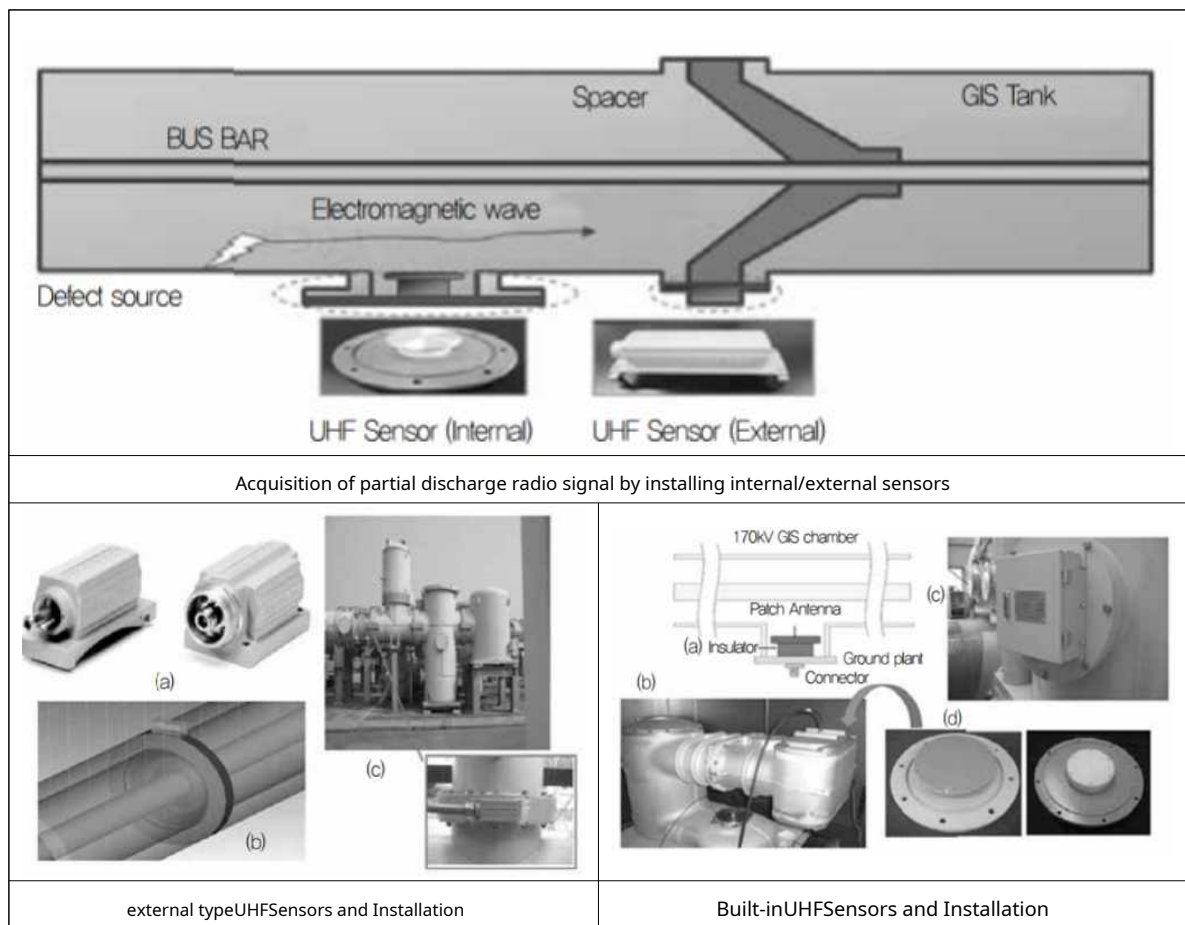 Spacer
GIS Tank
BUS BAR
Electromagnetic wave
Defect source
UHF Sensor (Internal)
UHF Sensor (External)
Acquisition of partial discharge radio signal by installing internal/external sensors
(a)
(b)
(c)
external typeUHFSensors and Installation
170kV GIS chamber
Patch Antenna
(a) Insulator
Ground plant
Connector
(b)
(c)
(d)
Built-inUHFSensors and Installation